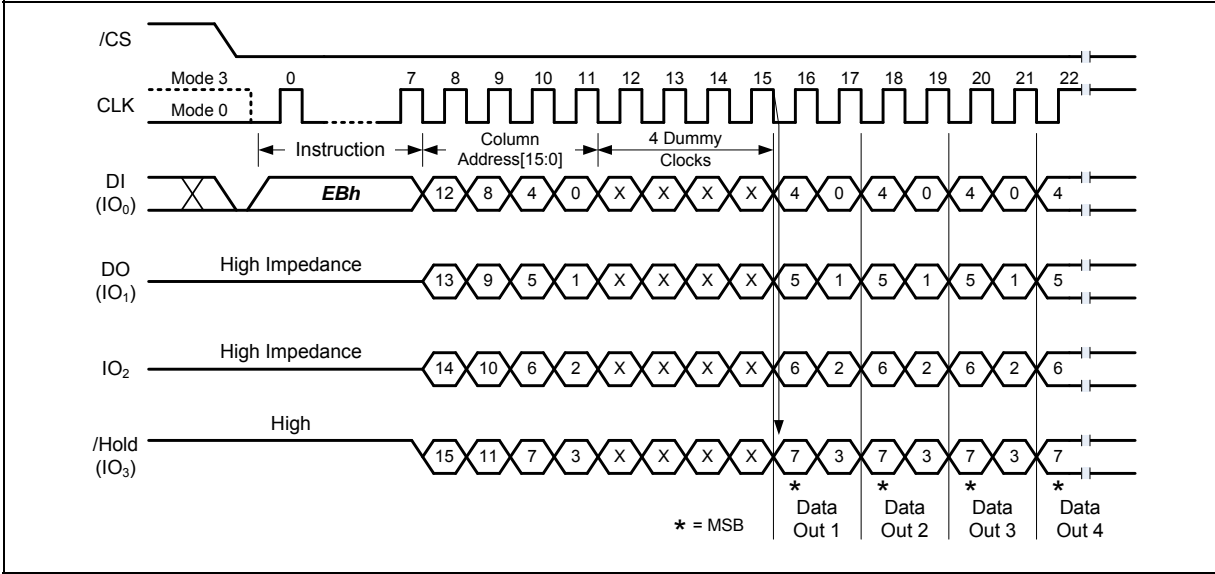 /CS
Mode 3 0 7 8 9 10 11 12 13 14 15 16 17 18 19 20 21 22
CLK
Mode 0
Instruction
Column
Address[15:0]
4 Dummy
Clocks
DI
(IO0)
EBh 12 8 4 0 X X X X 4 0 4 0 4 0 4
DO
(IO1)
High Impedance 13 9 5 1 X X X X 5 1 5 1 5 1 5
IO2
High Impedance 14 10 6 2 X X X X 6 2 6 2 6 2 6
/Hold
(IO3)
High 15 11 7 3 X X X X 7 3 7 3 7 3 7
* * * *
* = MSB
Data
Out 1
Data
Out 2
Data
Out 3
Data
Out 4